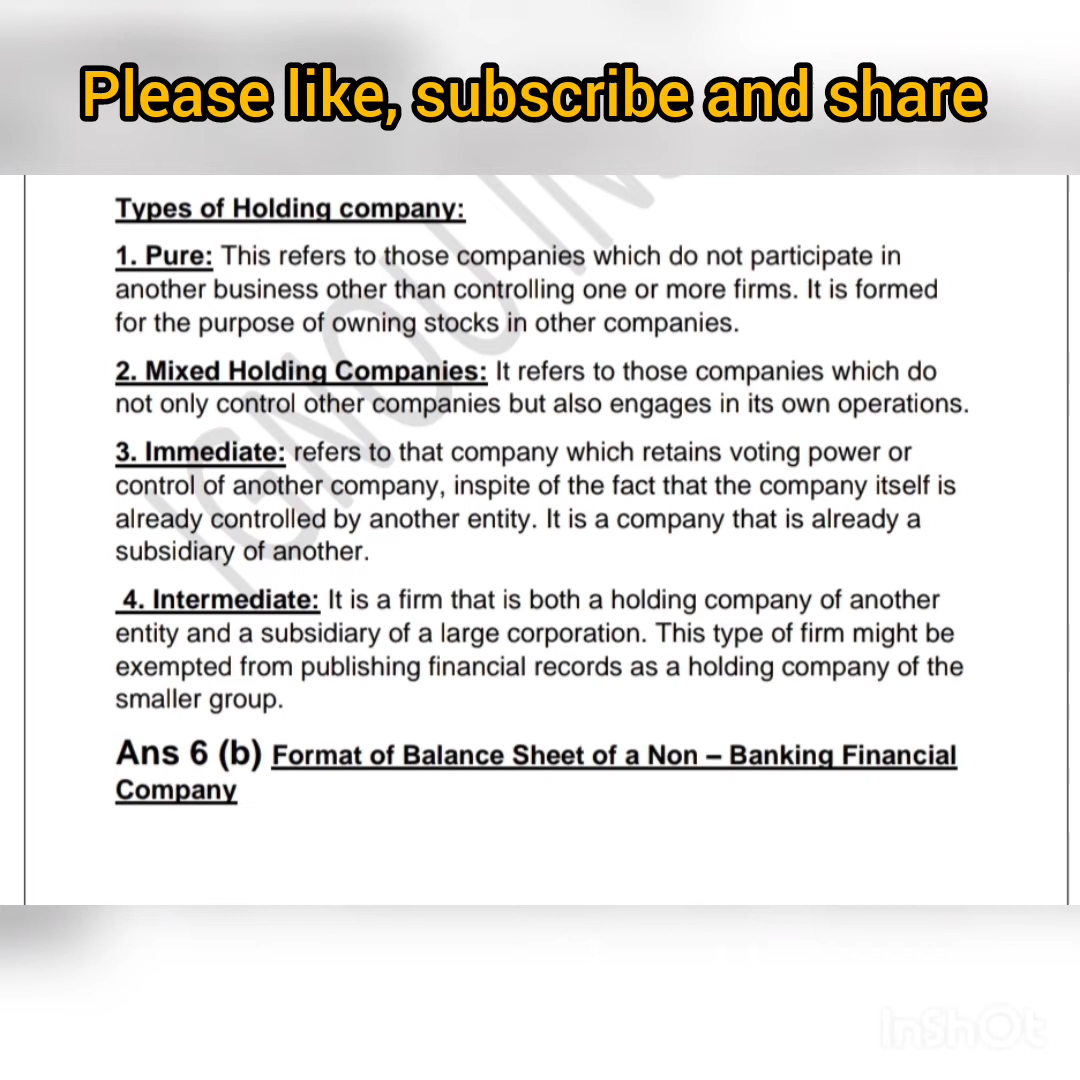 Please like, subscribe and share
Types of Holding company:
1. Pure: This refers to those companies which do not participate in
another business other than controlling one or more firms. It is formed
for the purpose of owning stocks in other companies.
2. Mixed Holding Companies: It refers to those companies which do
not only control other companies but also engages in its own operations.
3. Immediate: refers to that company which retains voting power or
control of another company, inspite of the fact that the company itself is
already controlled by another entity. It is a company that is already a
subsidiary of another.
4. Intermediate: It is a firm that is both a holding company of another
entity and a subsidiary of a large corporation. This type of firm might be
exempted from publishing financial records as a holding company of the
smaller group.
Ans 6 (b) Format of Balance Sheet of a Non – Banking Financial
Company
IGNOU
InShOt